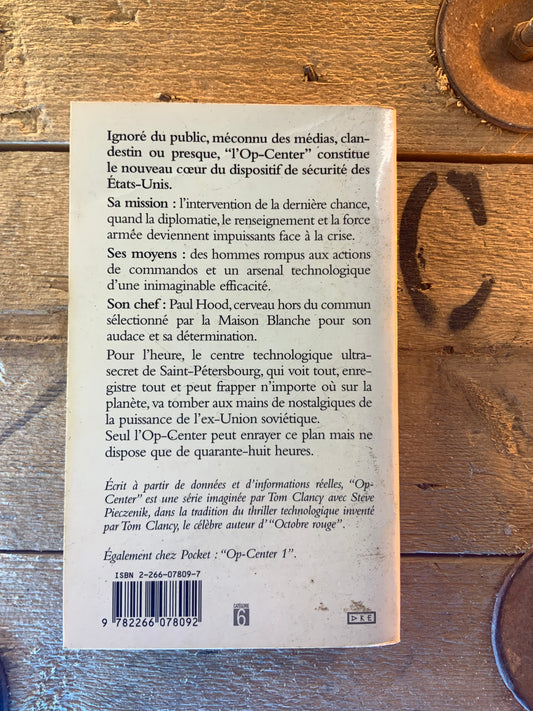 Ignoré du public, méconnu des médias, clan-
destin ou presque, “l’Op-Center” constitue
le nouveau cœur du dispositif de sécurité des
États-Unis.
Sa mission : l’intervention de la dernière chance,
quand la diplomatie, le renseignement et la force
armée deviennent impuissants face à la crise.
Ses moyens : des hommes rompus aux actions
de commandos et un arsenal technologique
d’une inimaginable efficacité.
Son chef : Paul Hood, cerveau hors du commun
sélectionné par la Maison Blanche pour son
audace et sa détermination.
Pour l’heure, le centre technologique ultra-
secret de Saint-Pétersbourg, qui voit tout, enre-
gistre tout et peut frapper n’importe où sur la
planète, va tomber aux mains de nostalgiques de
la puissance de l’ex-Union soviétique.
Seul l’Op-Center peut enrayer ce plan mais ne
dispose que de quarante-huit heures.
Écrit à partir de données et d’informations réelles, “Op-
Center” est une série imaginée par Tom Clancy avec Steve
Pieczenik, dans la tradition du thriller technologique inventé
par Tom Clancy, le célèbre auteur d’“Octobre rouge”.
Également chez Pocket : “Op-Center 1”.
ISBN 2-266-07809-7
9 782266 078092
CATÉGORIE
6
DRE
C